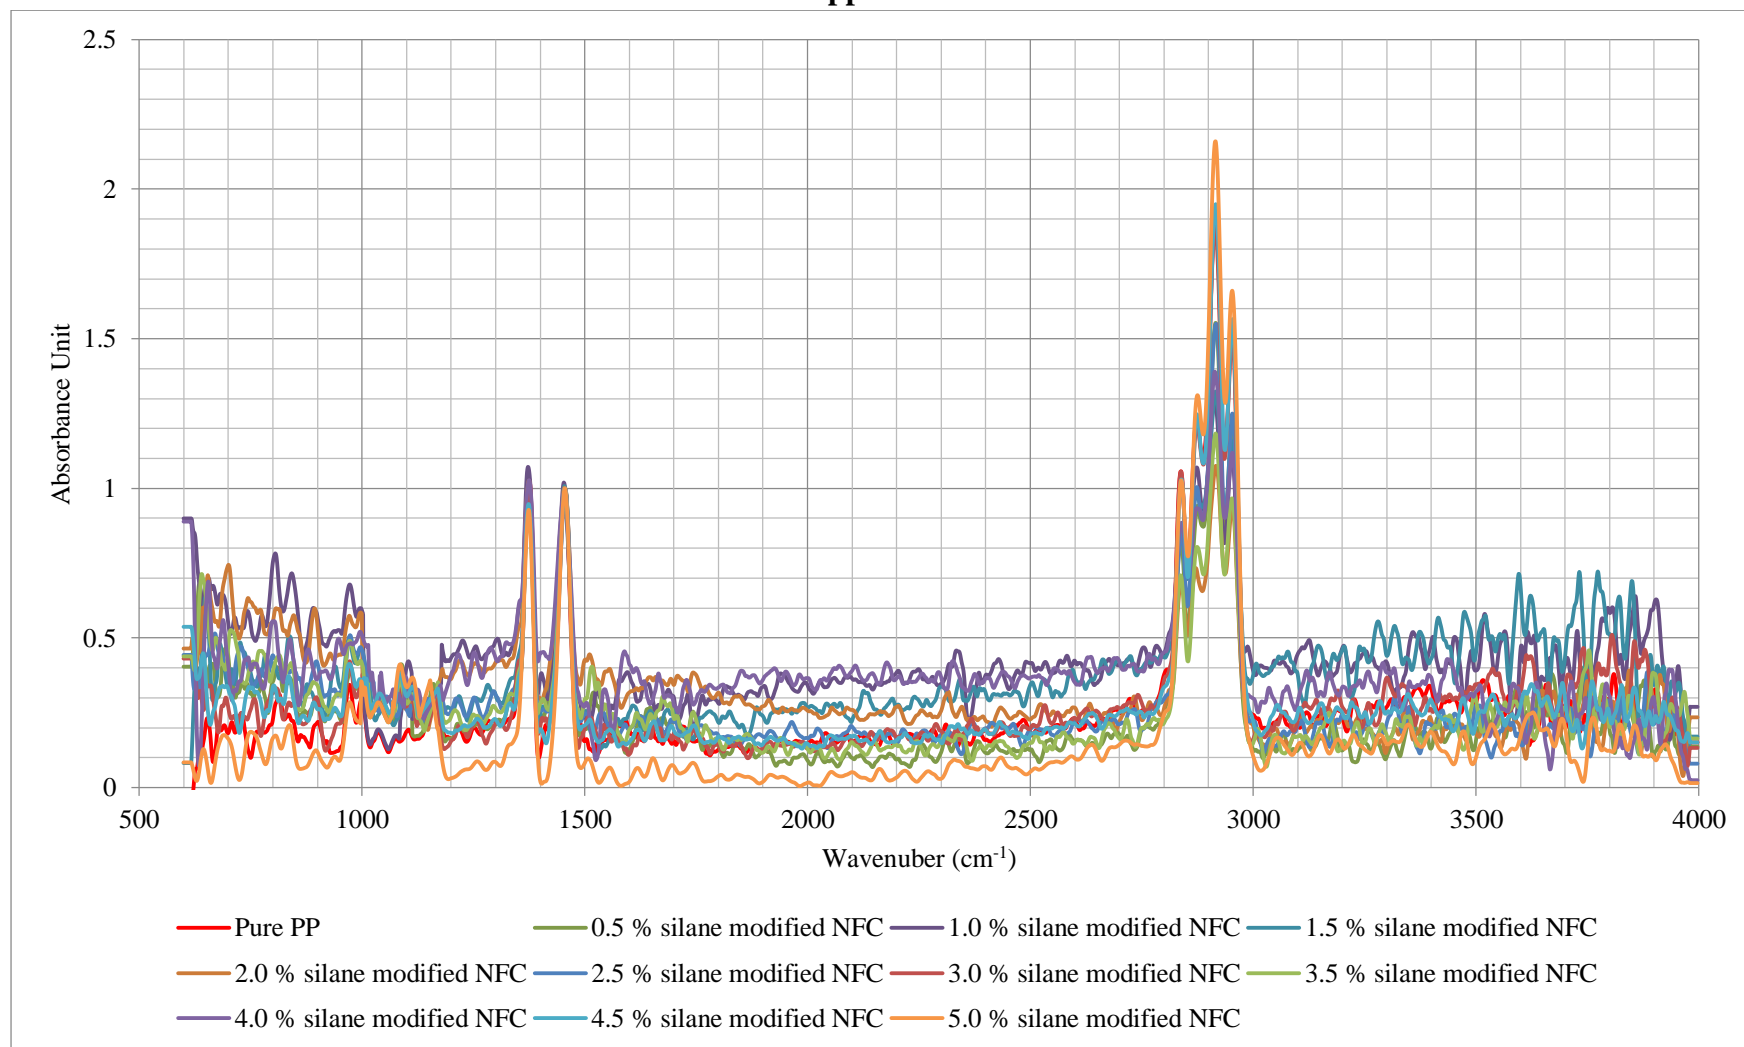 pp
2.5
2
1.5
1
0.5
0
Absorbance Unit
500 1000 1500 2000 2500 3000 3500 4000
Wavenuber (cm-1)
Pure PP 0.5 % silane modified NFC 1.0 % silane modified NFC 1.5 % silane modified NFC
2.0 % silane modified NFC 2.5 % silane modified NFC 3.0 % silane modified NFC 3.5 % silane modified NFC
4.0 % silane modified NFC 4.5 % silane modified NFC 5.0 % silane modified NFC